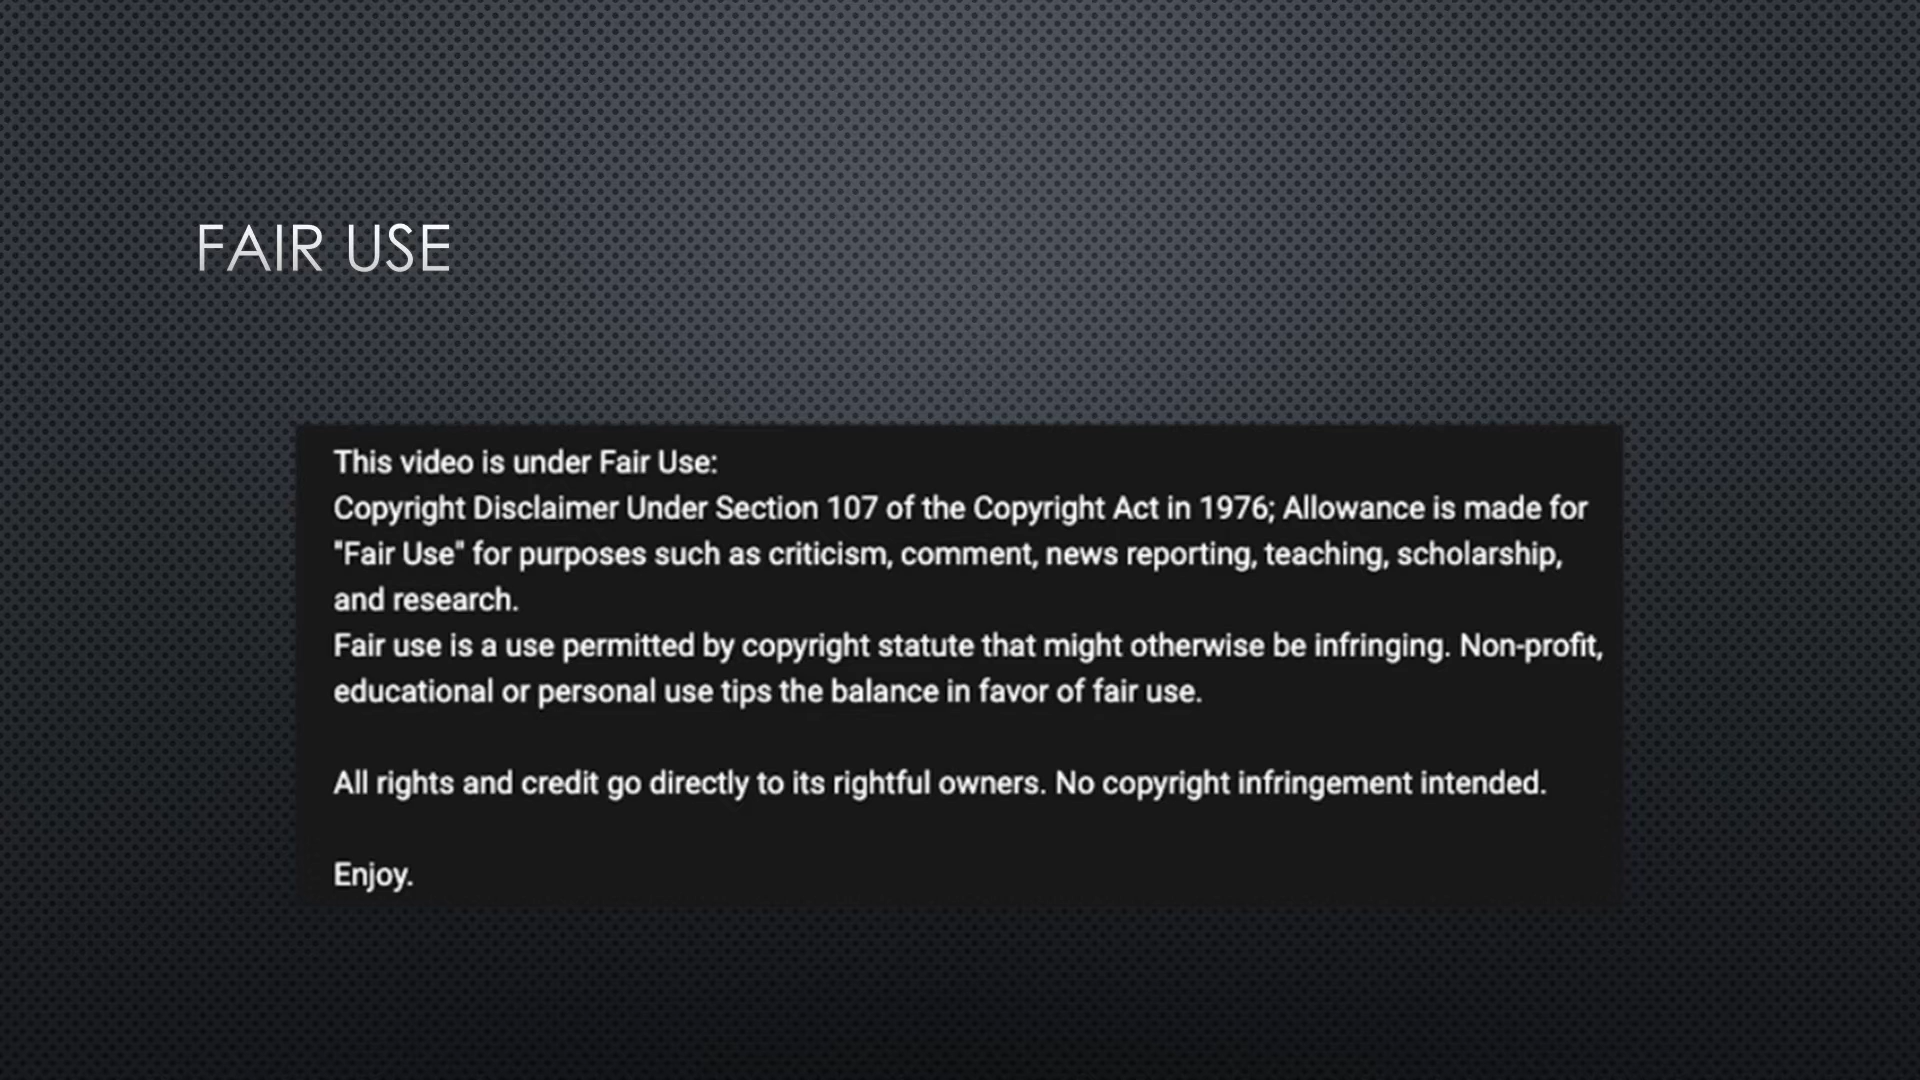 FAIR USE
This video is under Fair Use:
Copyright Disclaimer Under Section 107 of the Copyright Act in 1976; Allowance is made for
"Fair Use" for purposes such as criticism, comment, news reporting, teaching, scholarship,
and research.
Fair use is a use permitted by copyright statute that might otherwise be infringing. Non-profit,
educational or personal use tips the balance in favor of fair use.
All rights and credit go directly to its rightful owners. No copyright infringement intended.
Enjoy.